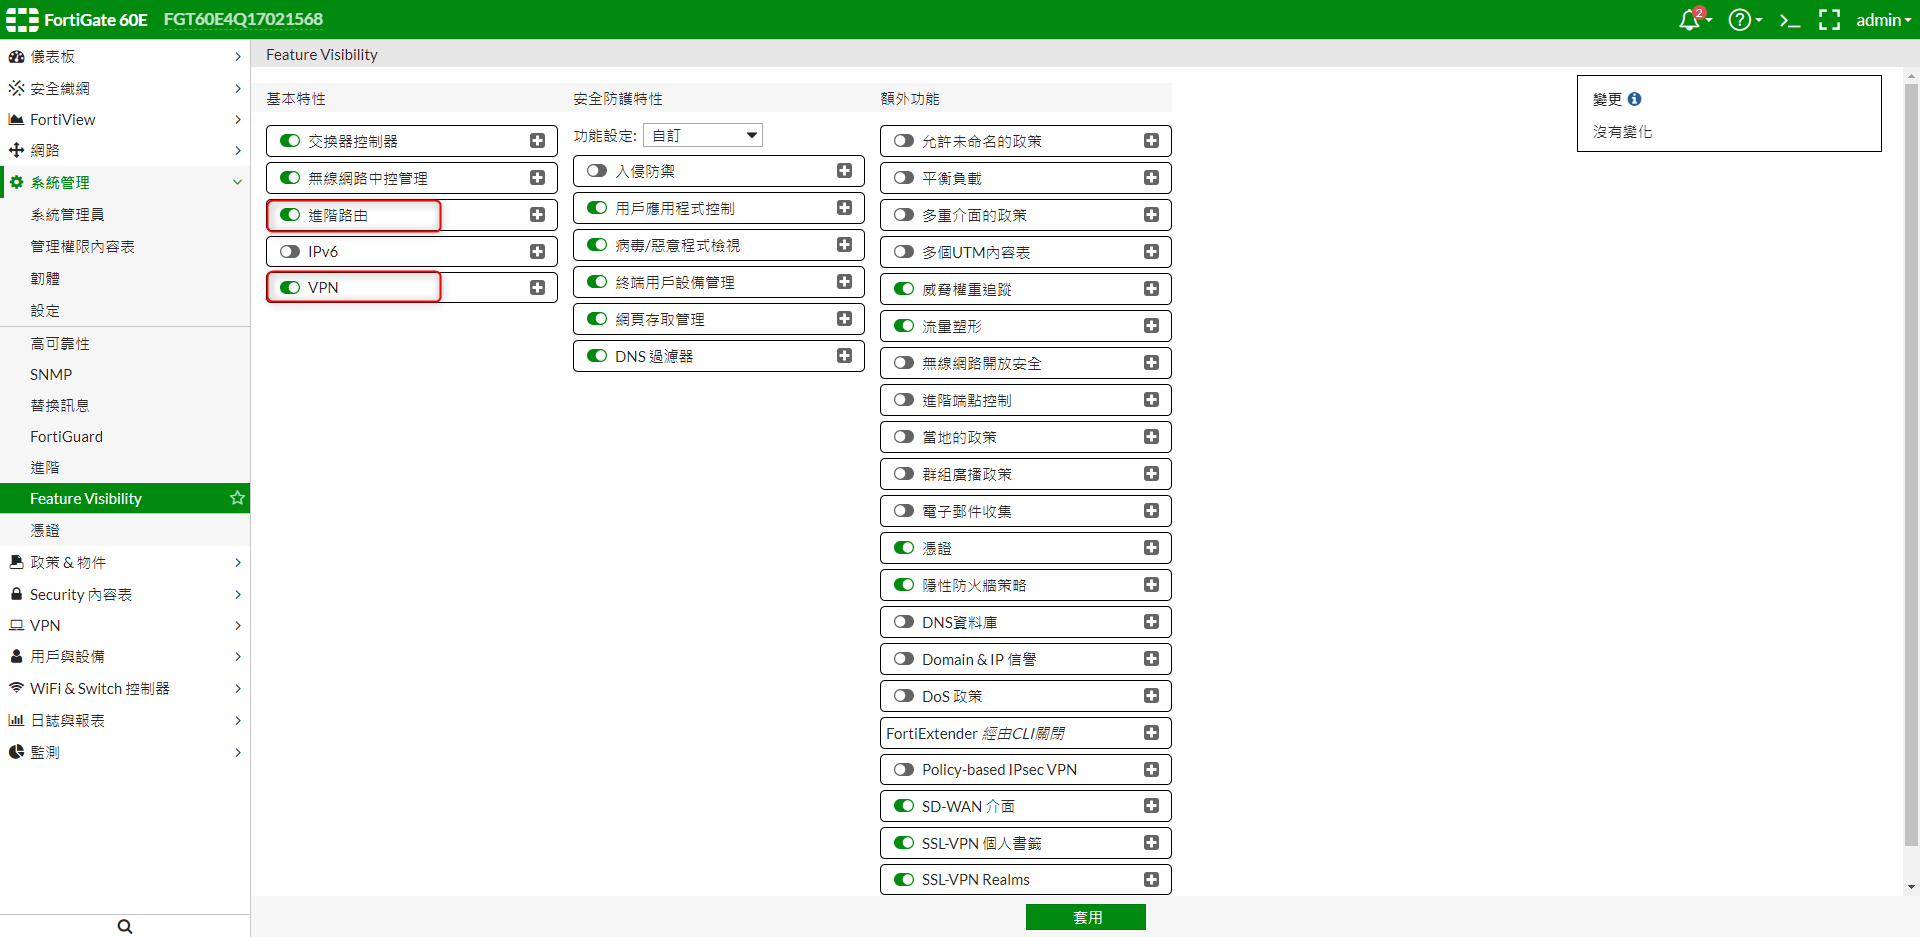 FortiGate 60E FGT60E4Q17021568
2
admin
儀表板
安全織網
FortiView
網路
系統管理
系統管理員
管理權限內容表
韌體
設定
高可靠性
SNMP
替換訊息
FortiGuard
進階
Feature Visibility
憑證
政策 & 物件
Security 內容表
VPN
用戶與設備
WiFi & Switch 控制器
日誌與報表
監測
Feature Visibility
基本特性
交換器控制器
無線網路中控管理
進階路由
IPv6
VPN
安全防護特性
功能設定: 自訂
入侵防禦
用戶應用程式控制
病毒/惡意程式檢視
終端用戶設備管理
網頁存取管理
DNS 過濾器
額外功能
允許未命名的政策
平衡負載
多重介面的政策
多個UTM內容表
威脅權重追蹤
流量塑形
無線網路開放安全
進階端點控制
當地的政策
群組廣播政策
電子郵件收集
憑證
隱性防火牆策略
DNS資料庫
Domain & IP 信譽
DoS 政策
FortiExtender 經由CLI關閉
Policy-based IPsec VPN
SD-WAN 介面
SSL-VPN 個人書籤
SSL-VPN Realms
變更
沒有變化
套用